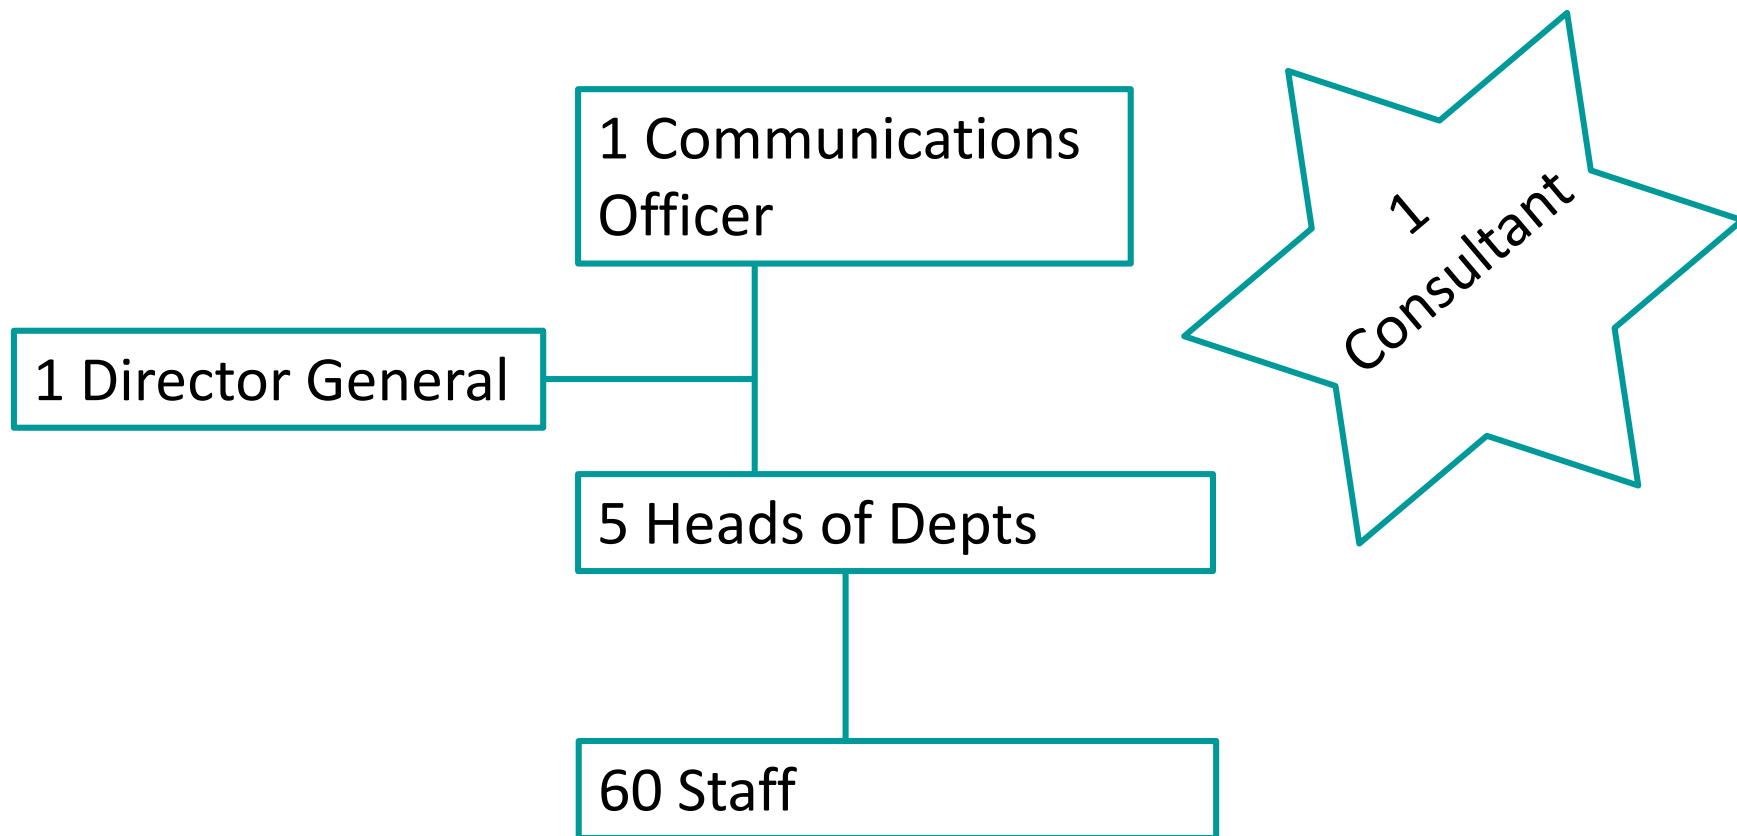 1 Communications
Officer
1
Consultant
1 Director General
5 Heads of Depts
60 Staff